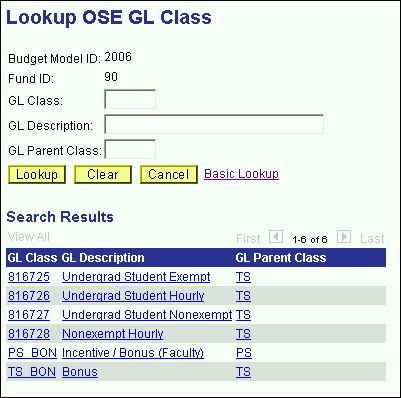 Lookup OSE GL Class
Budget Model ID: 2006
Fund ID: 90
GL Class:
GL Description:
GL Parent Class:
Lookup Clear Cancel Basic Lookup
Search Results
View All First 1-6 of 6 Last
GL Class GL Description GL Parent Class
816725 Undergrad Student Exempt TS
816726 Undergrad Student Hourly TS
816727 Undergrad Student Nonexempt TS
816728 Nonexempt Hourly TS
PS_BON Incentive / Bonus (Faculty) PS
TS_BON Bonus TS